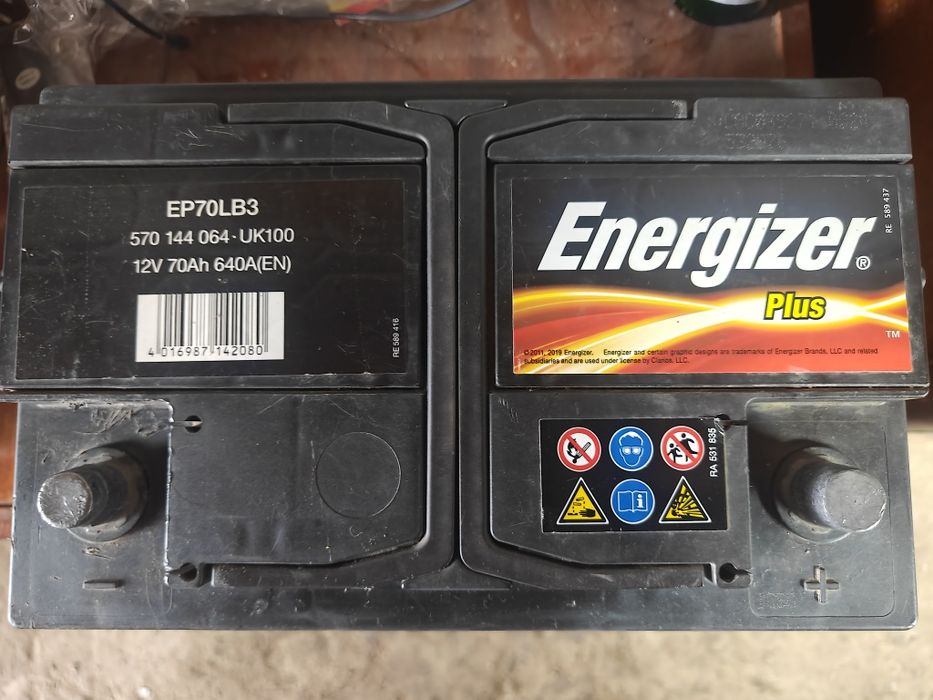 EP70LB3
570 144 064 · UK100
12V 70Ah 640A(EN)
4 016987 142080
RE 589 416
Energizer®
Plus
TM
RE 589 437
©2011, 2019 Energizer. Energizer and certain graphic designs are trademarks of Energizer Brands, LLC and related
subsidiaries and are used under license by Clarios, LLC.
RA 531 835
i
−
+